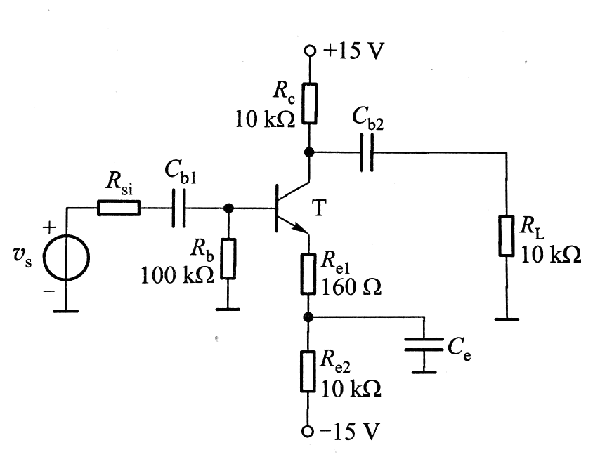 +15 V
R_c
10 kΩ
C_b2
C_b1
R_si
T
+
v_s
−
R_b
100 kΩ
R_e1
160 Ω
R_L
10 kΩ
C_e
R_e2
10 kΩ
−15 V